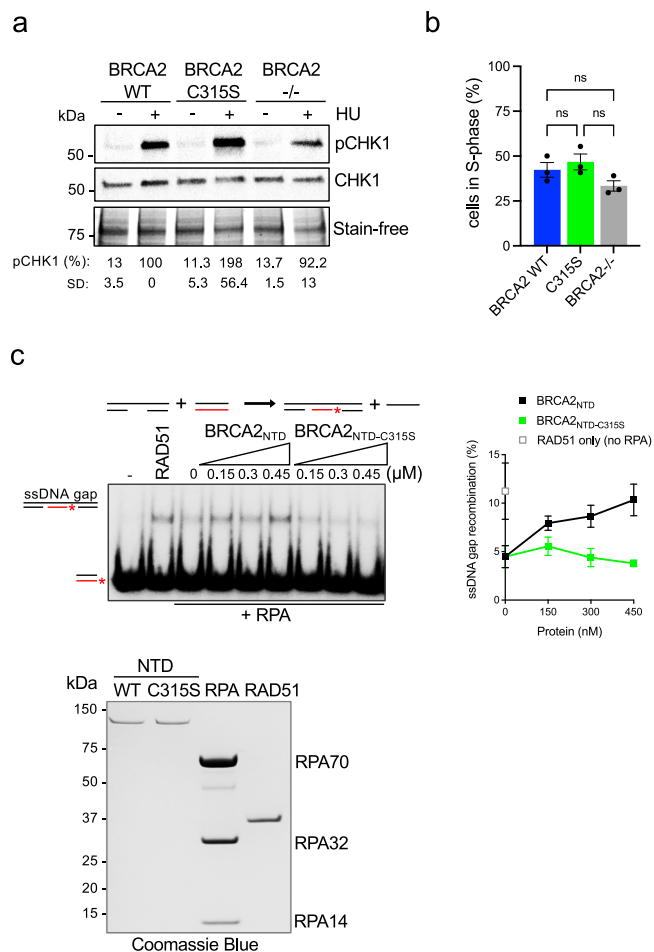 a
BRCA2 BRCA2 BRCA2
WT C315S -/-
kDa - + - + - + HU
50 pCHK1
50 CHK1
75 Stain-free
pCHK1 (%) 13 100 11.3 198 13.7 92.2
SD: 3.5 0 5.3 56.4 1.5 13
b
cells in S-phase (%)
100
75
50
25
0
ns
ns ns
BRCA2 WT
C315S
BRCA2-/-
c
+ * +
- RAD51 BRCA2NTD BRCA2NTD-C315S
0 0.15 0.3 0.45 0.15 0.3 0.45 (μM)
ssDNA gap
*
*
+ RPA
BRCA2NTD
BRCA2NTD-C315S
RAD51 only (no RPA)
ssDNA gap recombination (%)
15
10
5
0
0 150 300 450
Protein (nM)
NTD
kDa WT C315S RPA RAD51
150
75
RPA70
50
37
RPA32
25
20
15
RPA14
Coomassie Blue